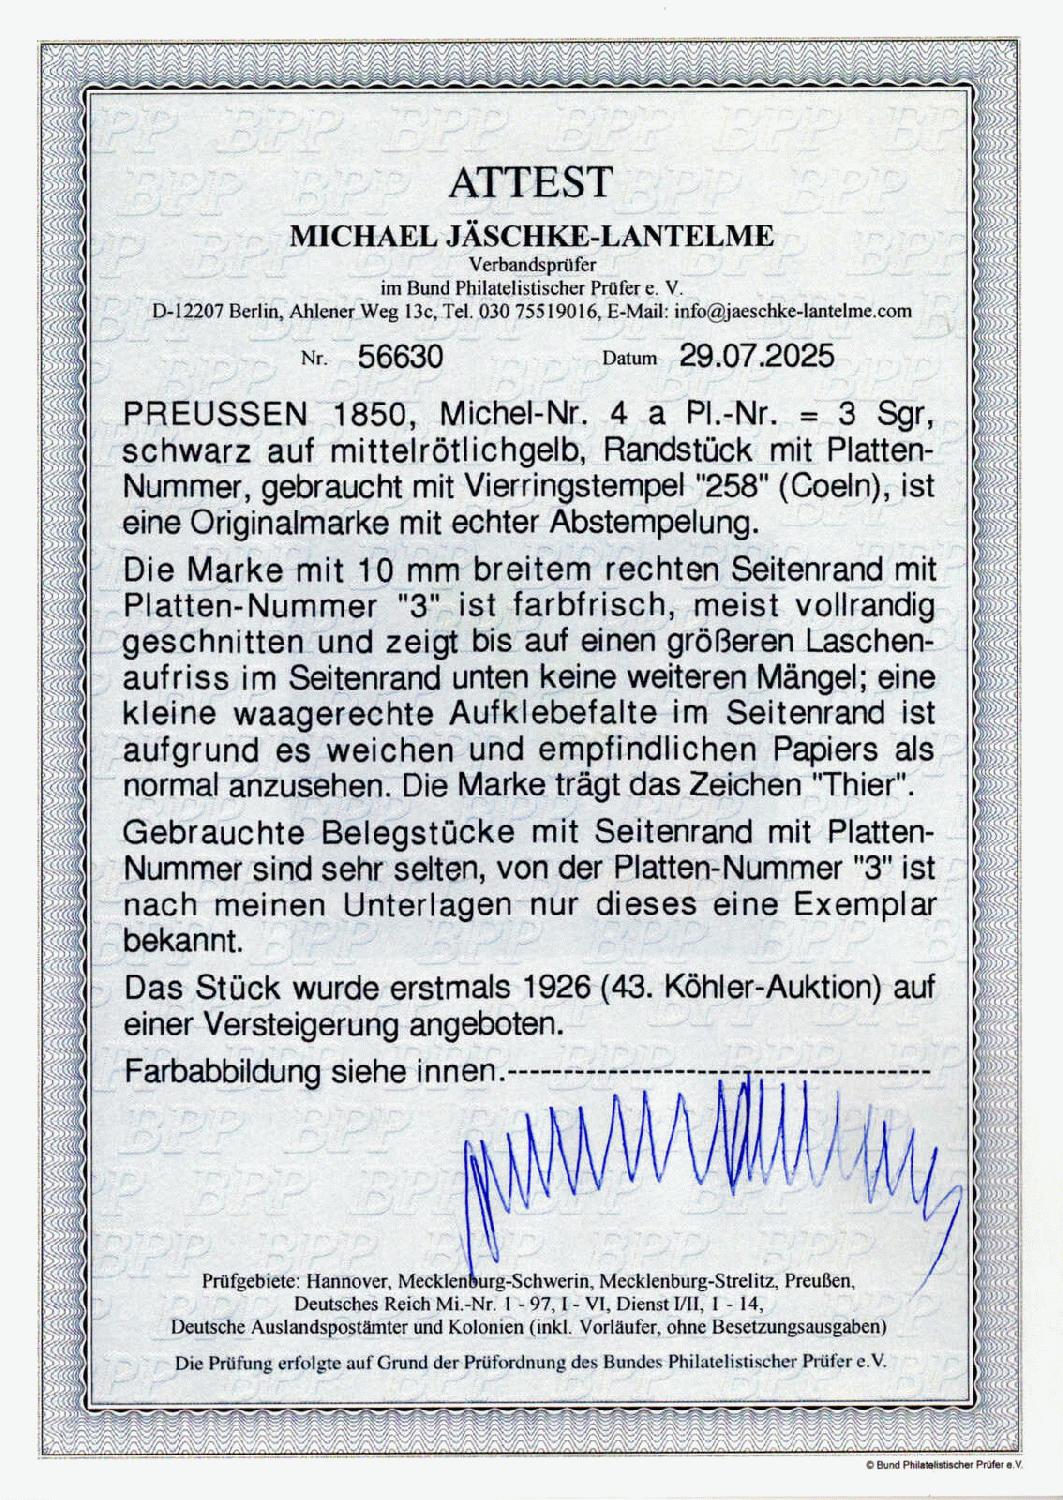 ATTEST
MICHAEL JÄSCHKE-LANTELME
Verbandsprüfer
im Bund Philatelistischer Prüfer e. V.
D-12207 Berlin, Ahlener Weg 13c, Tel. 030 75519016, E-Mail: info@jaeschke-lantelme.com
Nr. 56630 Datum 29.07.2025
PREUSSEN 1850, Michel-Nr. 4 a Pl.-Nr. = 3 Sgr,
schwarz auf mittelrötlichgelb, Randstück mit Platten-
Nummer, gebraucht mit Vierringstempel "258" (Coeln), ist
eine Originalmarke mit echter Abstempelung.
Die Marke mit 10 mm breitem rechten Seitenrand mit
Platten-Nummer "3" ist farbfrisch, meist vollrandig
geschnitten und zeigt bis auf einen größeren Laschen-
aufriss im Seitenrand unten keine weiteren Mängel; eine
kleine waagerechte Aufklebefalte im Seitenrand ist
aufgrund es weichen und empfindlichen Papiers als
normal anzusehen. Die Marke trägt das Zeichen "Thier".
Gebrauchte Belegstücke mit Seitenrand mit Platten-
Nummer sind sehr selten, von der Platten-Nummer "3" ist
nach meinen Unterlagen nur dieses eine Exemplar
bekannt.
Das Stück wurde erstmals 1926 (43. Köhler-Auktion) auf
einer Versteigerung angeboten.
Farbabbildung siehe innen.--------------------------------------------
Prüfgebiete: Hannover, Mecklenburg-Schwerin, Mecklenburg-Strelitz, Preußen,
Deutsches Reich Mi.-Nr. 1 - 97, I - VI, Dienst I/II, 1 - 14,
Deutsche Auslandspostämter und Kolonien (inkl. Vorläufer, ohne Besetzungsausgaben)
Die Prüfung erfolgte auf Grund der Prüfordnung des Bundes Philatelistischer Prüfer e.V.
© Bund Philatelistischer Prüfer e.V.